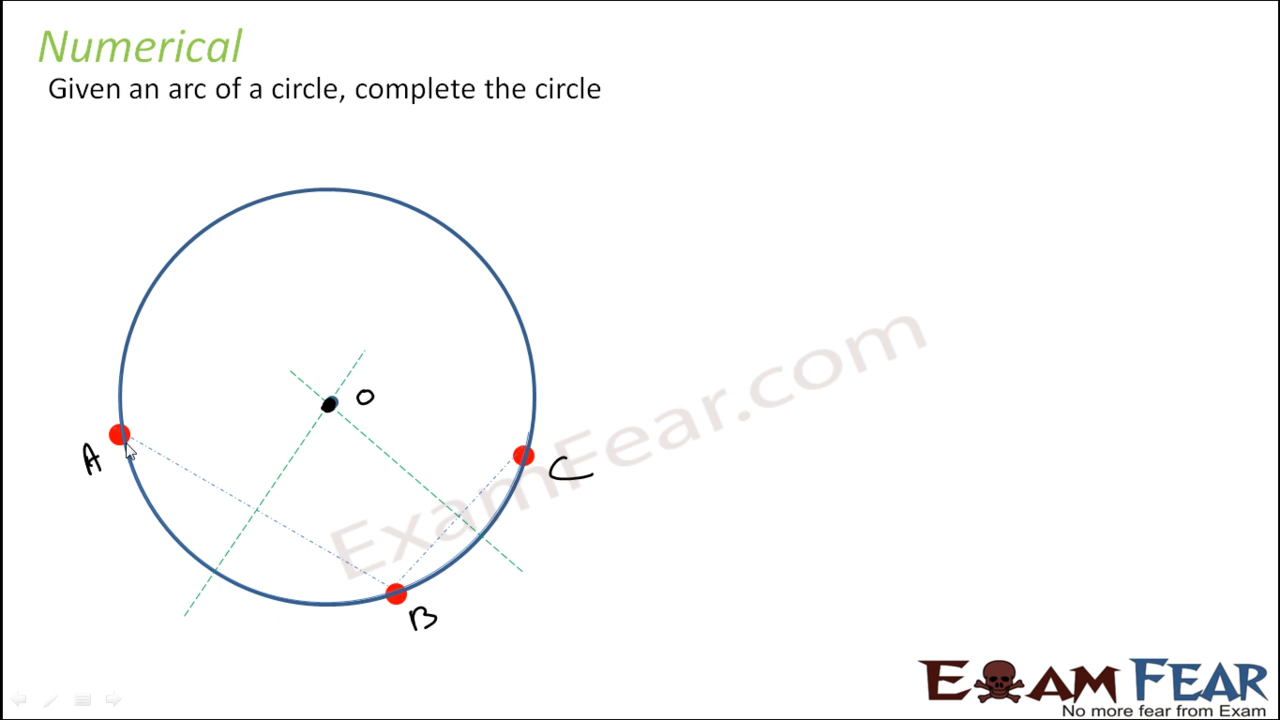 Numerical
Given an arc of a circle, complete the circle
O
A
C
B
ExamFear.com
EXAM FEAR
No more fear from Exam